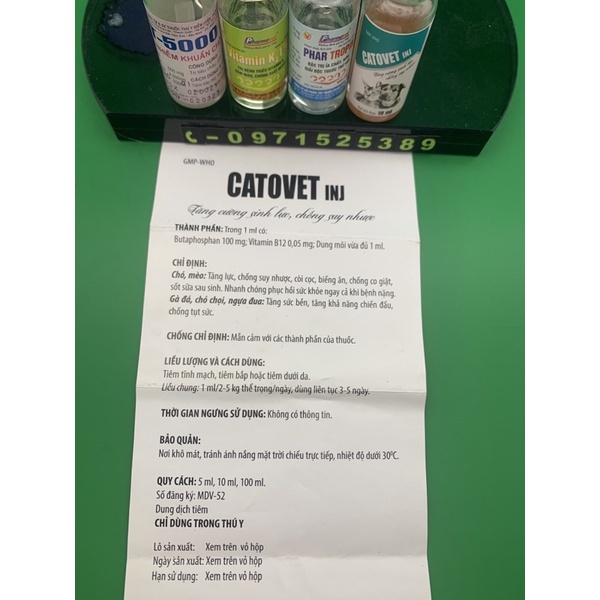 5000
Vitamin K
PHAR TROPIN
CATOVET INJ
10 ml
- 0971525389
GMP-WHO
CATOVET INJ
Tăng cường sinh lực, chống suy nhược
THÀNH PHẦN: Trong 1 ml có:
Butaphosphan 100 mg; Vitamin B12 0,05 mg; Dung môi vừa đủ 1 ml.
CHỈ ĐỊNH:
Chó, mèo: Tăng lực, chống suy nhược, còi cọc, biếng ăn, chống co giật,
sốt sữa sau sinh. Nhanh chóng phục hồi sức khỏe ngay cả khi bệnh nặng.
Gà đá, chó chọi, ngựa đua: Tăng sức bền, tăng khả năng chiến đấu,
chống tụt sức.
CHỐNG CHỈ ĐỊNH: Mẫn cảm với các thành phần của thuốc.
LIỀU LƯỢNG VÀ CÁCH DÙNG:
Tiêm tĩnh mạch, tiêm bắp hoặc tiêm dưới da.
Liều chung: 1 ml/2-5 kg thể trọng/ngày, dùng liên tục 3-5 ngày.
THỜI GIAN NGƯNG SỬ DỤNG: Không có thông tin.
BẢO QUẢN:
Nơi khô mát, tránh ánh nắng mặt trời chiếu trực tiếp, nhiệt độ dưới 30⁰C.
QUY CÁCH: 5 ml, 10 ml, 100 ml.
Số đăng ký: MDV-52
Dung dịch tiêm
CHỈ DÙNG TRONG THÚ Y
Lô sản xuất: Xem trên vỏ hộp
Ngày sản xuất: Xem trên vỏ hộp
Hạn sử dụng: Xem trên vỏ hộp